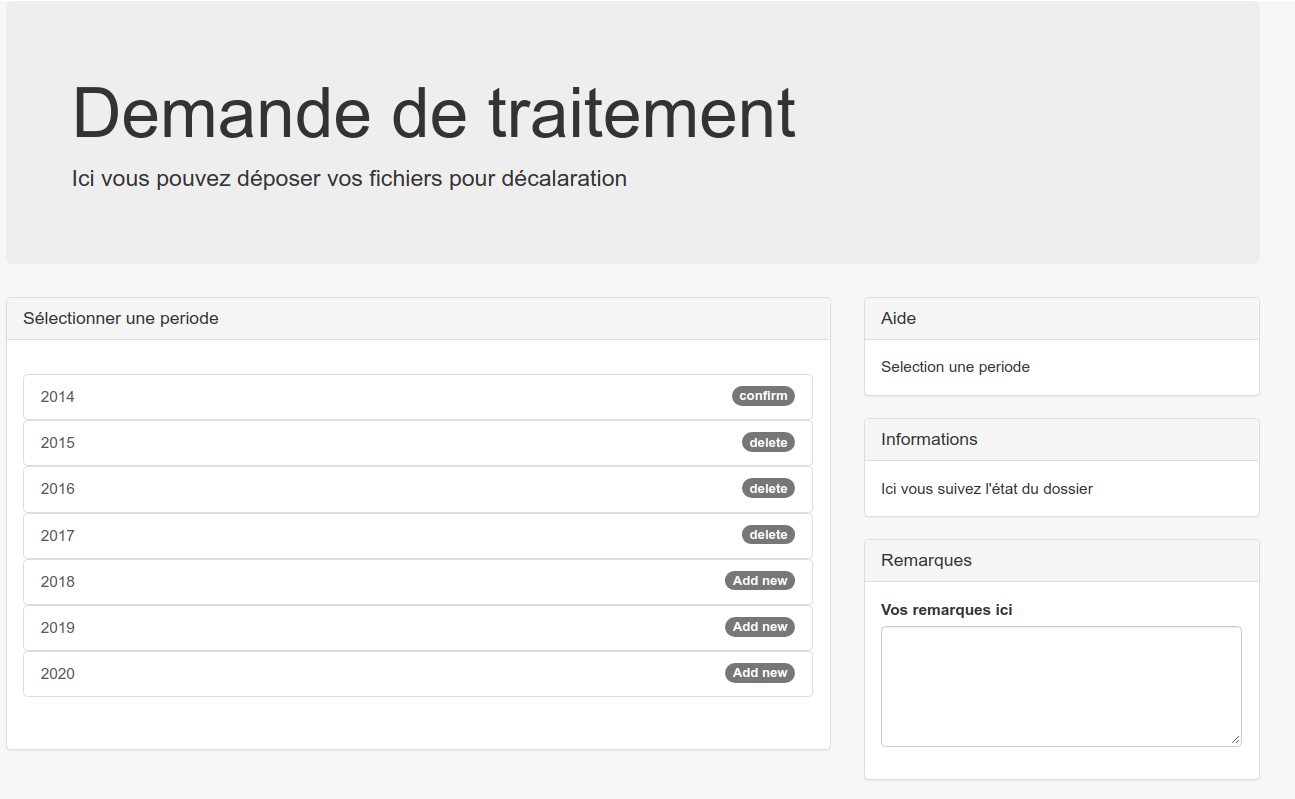 Demande de traitement
Ici vous pouvez déposer vos fichiers pour décalaration
Sélectionner une periode
2014 confirm
2015 delete
2016 delete
2017 delete
2018 Add new
2019 Add new
2020 Add new
Aide
Selection une periode
Informations
Ici vous suivez l'état du dossier
Remarques
Vos remarques ici